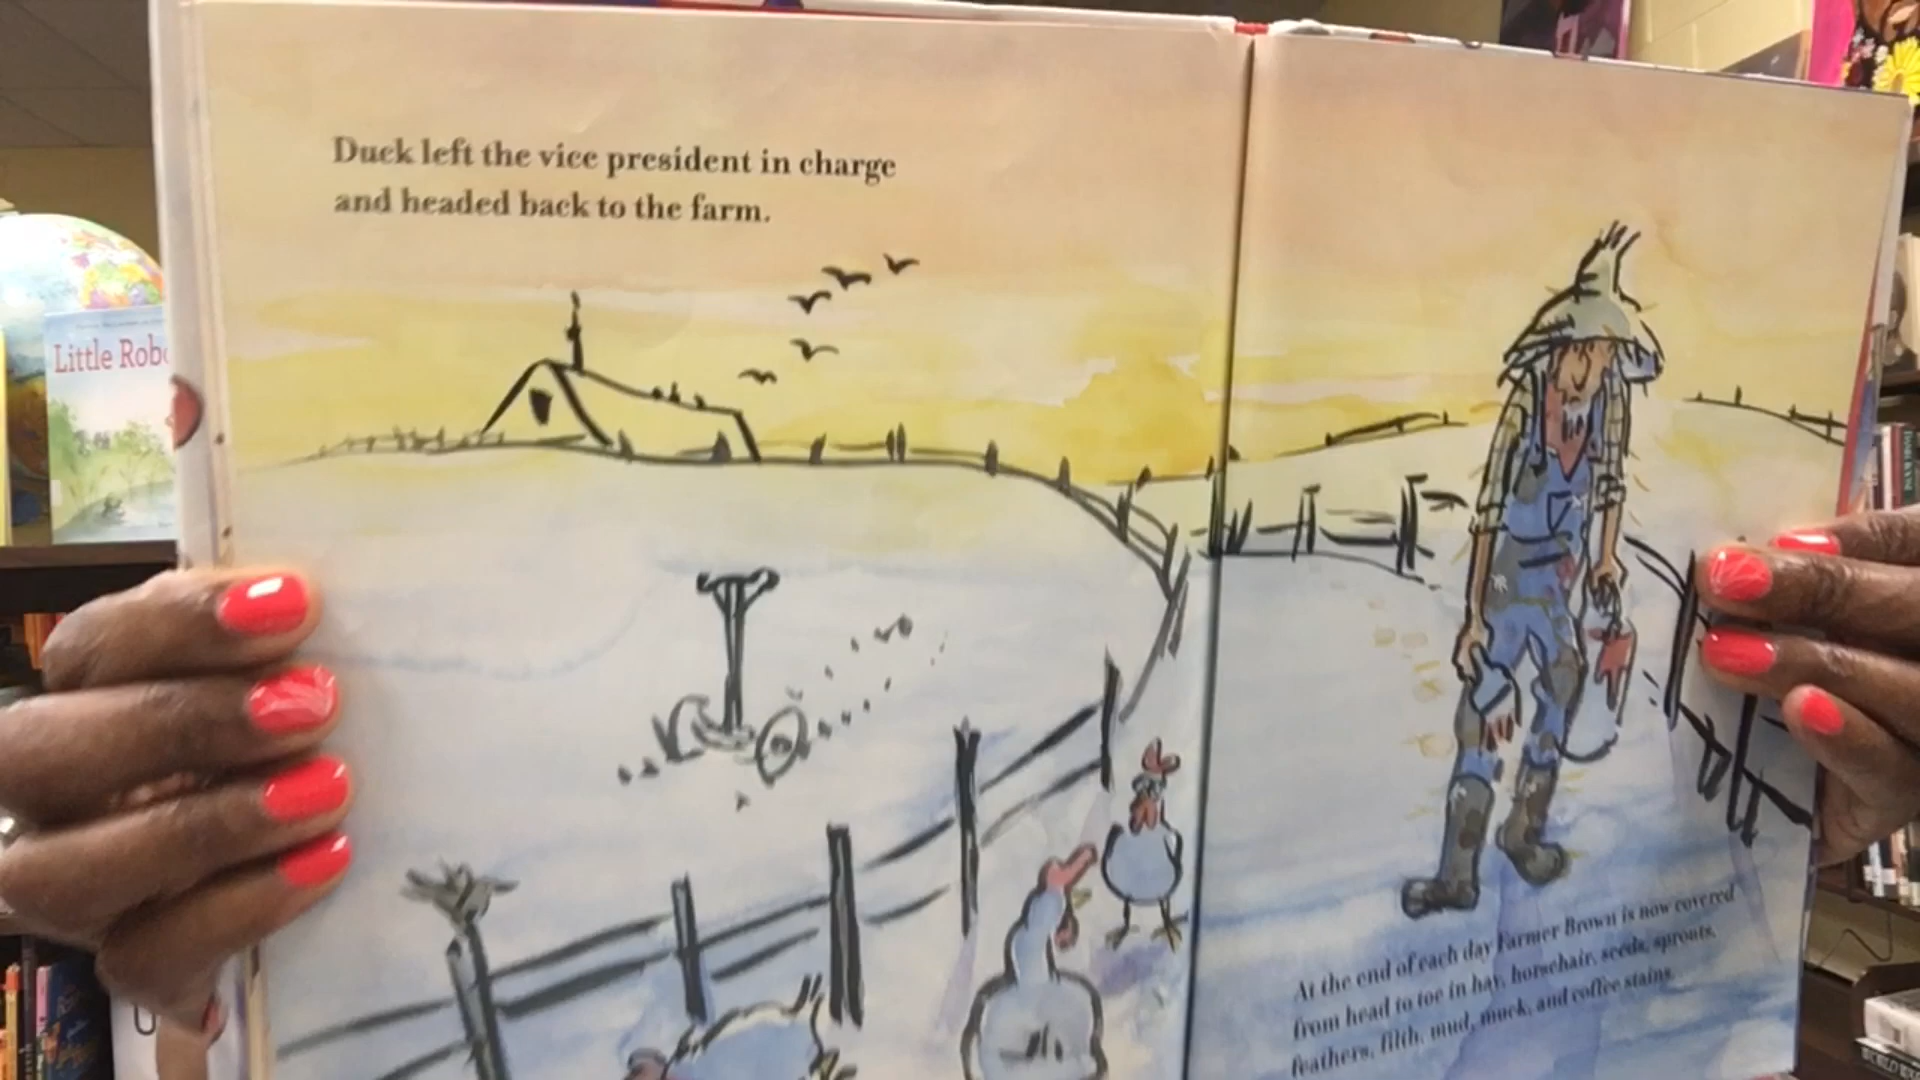 Duck left the vice president in charge
and headed back to the farm.
Little Rob
At the end of each day Farmer Brown is now covered
from head to toe in hay, horsehair, seeds, sprouts,
feathers, filth, mud, muck, and coffee stains.